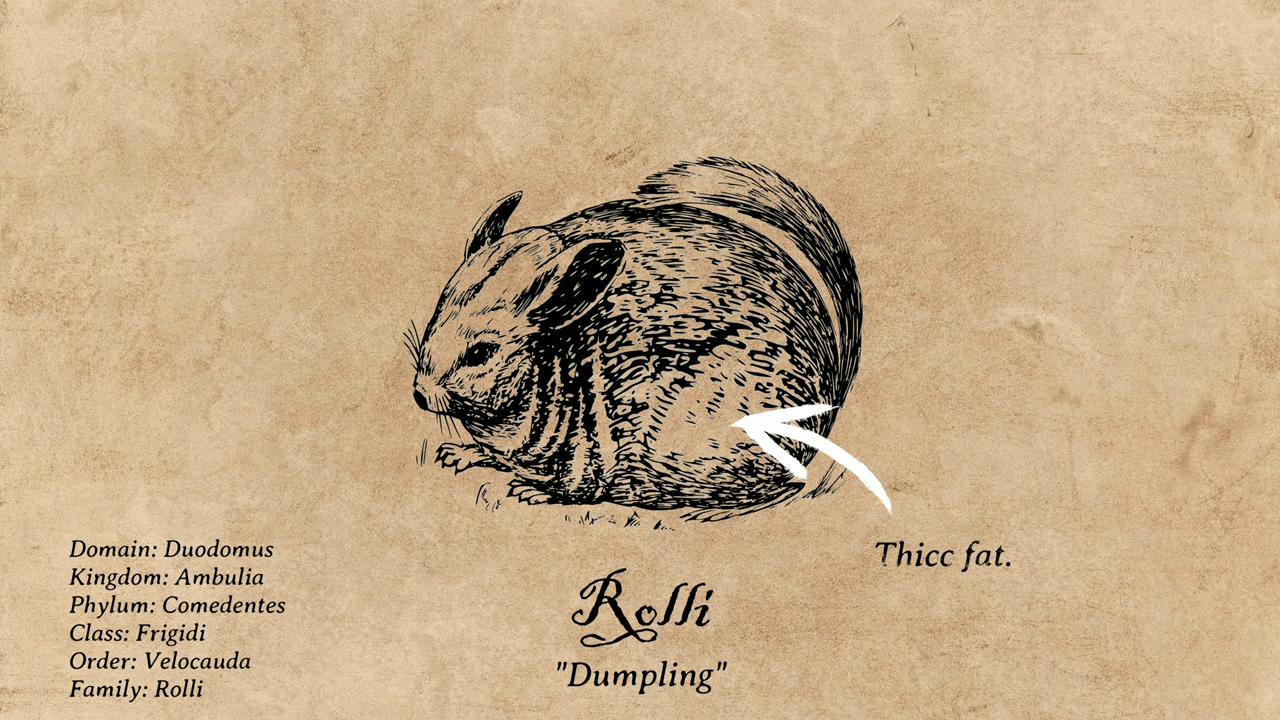 Thicc fat.
Domain: Duodomus
Kingdom: Ambulia
Phylum: Comedentes
Class: Frigidi
Order: Velocauda
Family: Rolli
Rolli
"Dumpling"